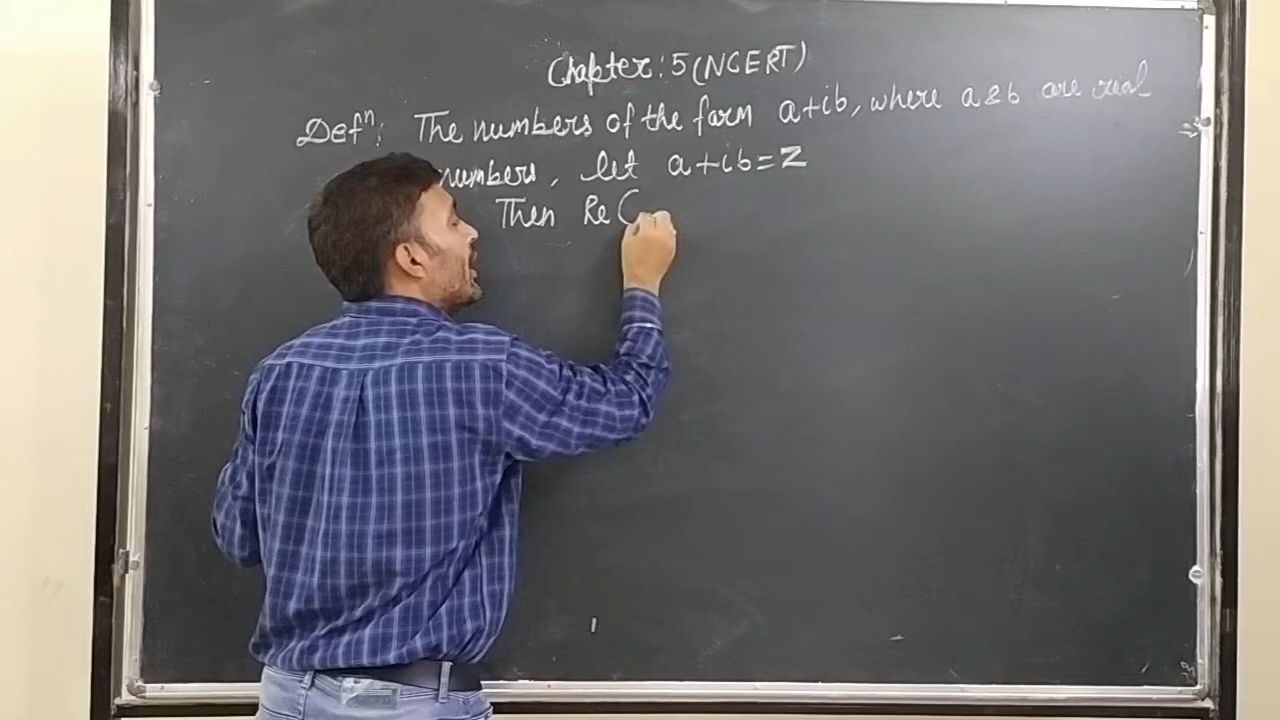 Chapter: 5 (NCERT)
Defⁿ: The numbers of the form a+ib, where a & b are real
numbers, let a+ib=Z
Then Re(